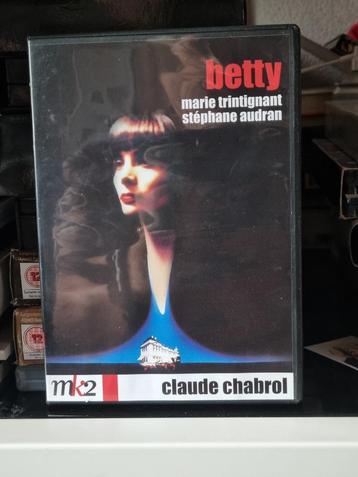 betty
marie trintignant
stéphane audran
mk2
claude chabrol